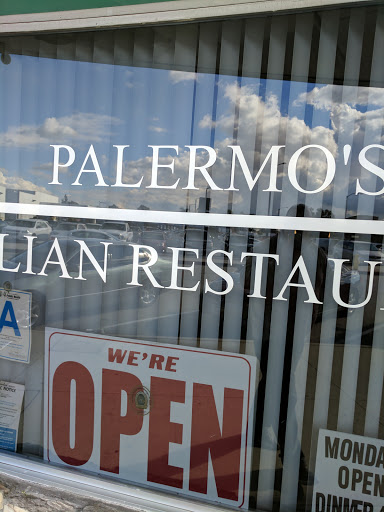 PALERMO'S
LIAN RESTAU
A
WE'RE
OPEN
MONDA
OPEN
DINNER